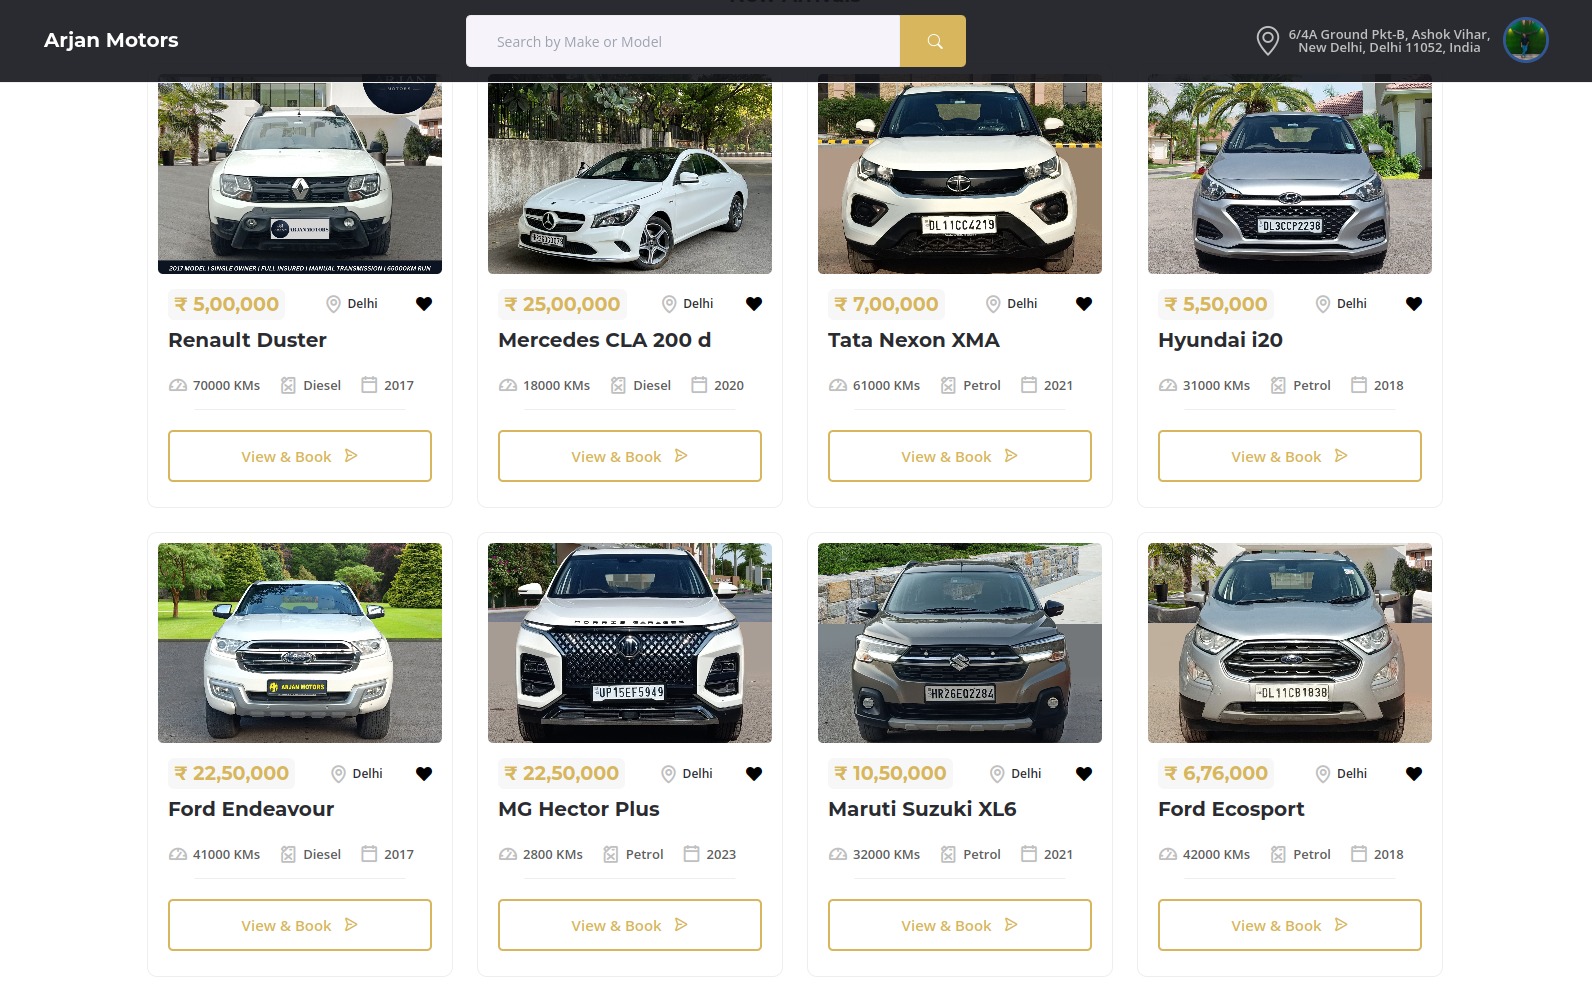 Arjan Motors
Search by Make or Model
6/4A Ground Pkt-B, Ashok Vihar,
New Delhi, Delhi 11052, India
MOTORS
ARJAN MOTORS
2017 MODEL I SINGLE OWNER I FULL INSURED I MANUAL TRANSMISSION I 66000KM RUN
DL11CC4219
DL3CCP2238
₹ 5,00,000 Delhi
Renault Duster
70000 KMs Diesel 2017
View & Book
₹ 25,00,000 Delhi
Mercedes CLA 200 d
18000 KMs Diesel 2020
View & Book
₹ 7,00,000 Delhi
Tata Nexon XMA
61000 KMs Petrol 2021
View & Book
₹ 5,50,000 Delhi
Hyundai i20
31000 KMs Petrol 2018
View & Book
ARJAN MOTORS
MORRIS GARAGES
UP15EF5949
HR26EQ2284
DL11CB1838
₹ 22,50,000 Delhi
Ford Endeavour
41000 KMs Diesel 2017
View & Book
₹ 22,50,000 Delhi
MG Hector Plus
2800 KMs Petrol 2023
View & Book
₹ 10,50,000 Delhi
Maruti Suzuki XL6
32000 KMs Petrol 2021
View & Book
₹ 6,76,000 Delhi
Ford Ecosport
42000 KMs Petrol 2018
View & Book